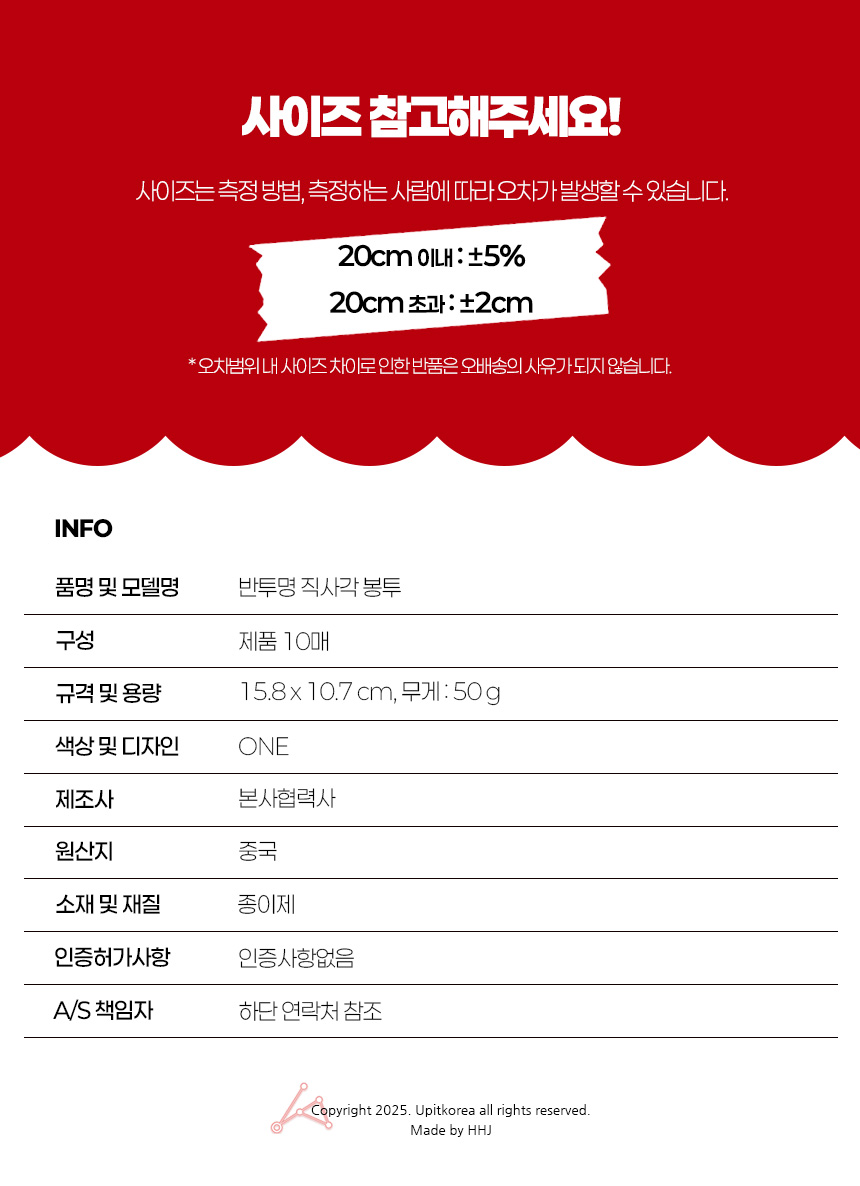 사이즈 참고해주세요!
사이즈는 측정 방법, 측정하는 사람에 따라 오차가 발생할 수 있습니다.
20cm 이내 : ±5%
20cm 초과 : ±2cm
* 오차범위 내 사이즈 차이로 인한 반품은 오배송의 사유가 되지 않습니다.
INFO
품명 및 모델명 반투명 직사각 봉투
구성 제품 10매
규격 및 용량 15.8 x 10.7 cm, 무게 : 50 g
색상 및 디자인 ONE
제조사 본사협력사
원산지 중국
소재 및 재질 종이제
인증허가사항 인증사항없음
A/S 책임자 하단 연락처 참조
Copyright 2025. Upitkorea all rights reserved.
Made by HHJ